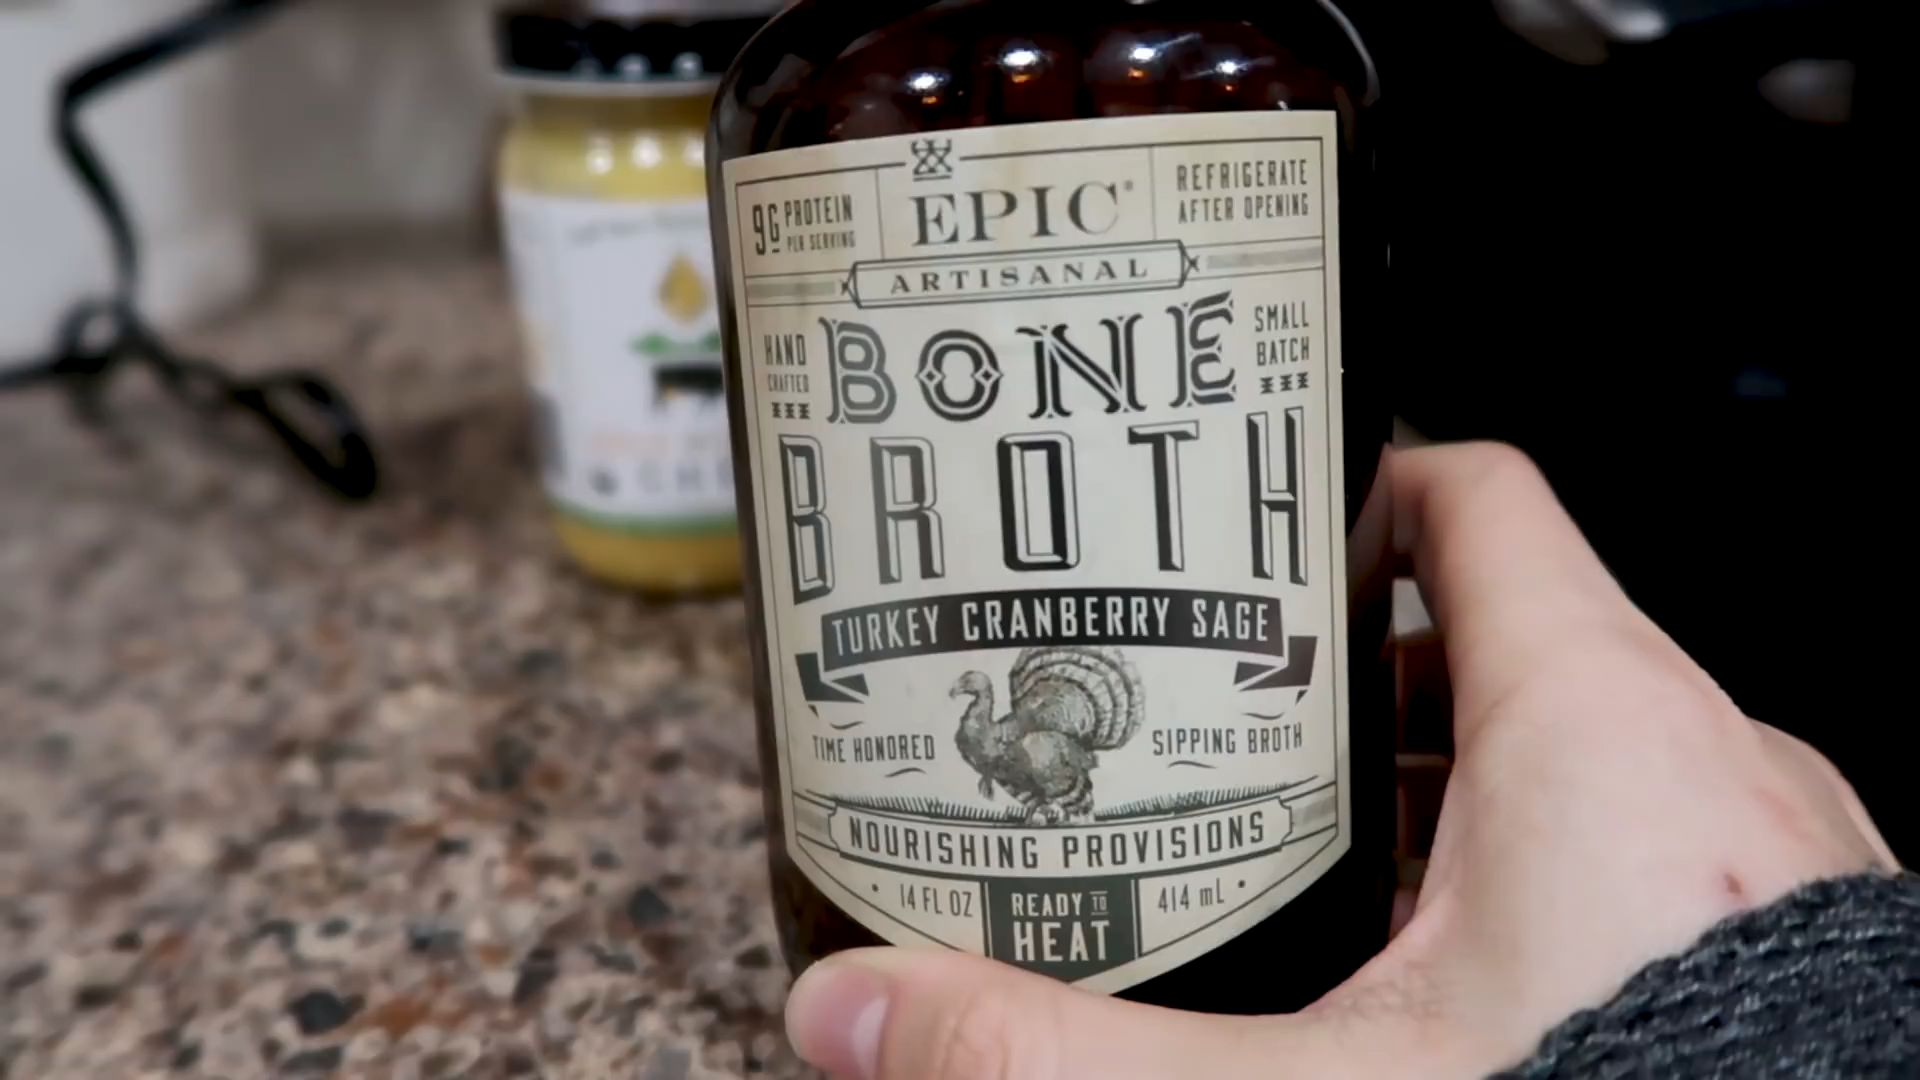 9G PROTEIN
PER SERVING
EPIC®
REFRIGERATE
AFTER OPENING
ARTISANAL
HAND
CRAFTED
BONE
SMALL
BATCH
BROTH
TURKEY CRANBERRY SAGE
TIME HONORED
SIPPING BROTH
NOURISHING PROVISIONS
• 14 FL OZ
READY TO
HEAT
414 mL •